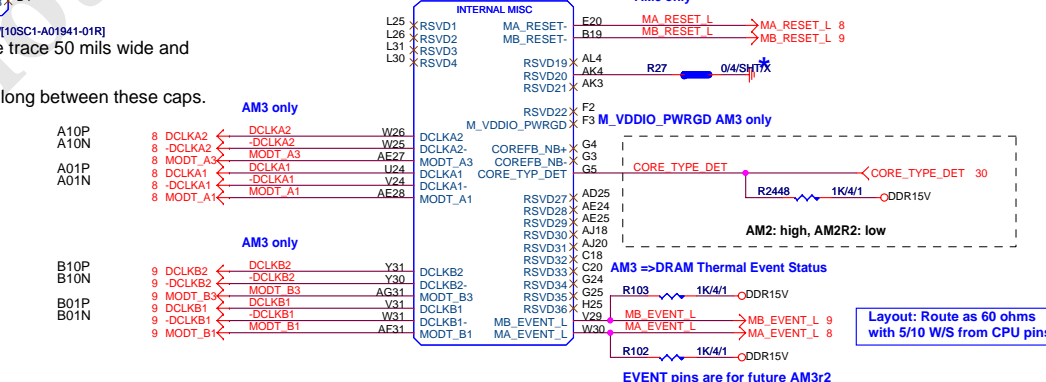 INTERNAL MISC
[10SC1-A01941-01R]
trace 50 mils wide and
long between these caps.
L25 RSVD1
L26 RSVD2
L31 RSVD3
L30 RSVD4
MA_RESET- E20 MA_RESET_L MA_RESET_L 8
MB_RESET- B19 MB_RESET_L MB_RESET_L 9
RSVD19 AL4
RSVD20 AK4 R27 0/4/SHT/X *
RSVD21 AK3
RSVD22 F2
M_VDDIO_PWRGD F3 M_VDDIO_PWRGD AM3 only
COREFB_NB+ G4
COREFB_NB- G3
CORE_TYP_DET G5 CORE_TYPE_DET CORE_TYPE_DET 30
R2448 1K/4/1 DDR15V
AM2: high, AM2R2: low
AM3 only
A10P 8 DCLKA2 DCLKA2 W26 DCLKA2
A10N 8 -DCLKA2 -DCLKA2 W25 DCLKA2-
8 MODT_A3 MODT_A3 AE27 MODT_A3
A01P 8 DCLKA1 DCLKA1 U24 DCLKA1
A01N 8 -DCLKA1 -DCLKA1 V24 DCLKA1-
8 MODT_A1 MODT_A1 AE28 MODT_A1
RSVD27 AD25
RSVD28 AE24
RSVD29 AE25
RSVD30 AJ18
RSVD31 AJ20
RSVD32 C18
RSVD33 C20
RSVD34 G24
RSVD35 G25
RSVD36 H25
AM3 only
B10P 9 DCLKB2 DCLKB2 Y31 DCLKB2
B10N 9 -DCLKB2 -DCLKB2 Y30 DCLKB2-
9 MODT_B3 MODT_B3 AG31 MODT_B3
B01P 9 DCLKB1 DCLKB1 V31 DCLKB1
B01N 9 -DCLKB1 -DCLKB1 W31 DCLKB1-
9 MODT_B1 MODT_B1 AF31 MODT_B1
AM3 =>DRAM Thermal Event Status
R103 1K/4/1 DDR15V
MB_EVENT_L V29 MB_EVENT_L MB_EVENT_L 9
MA_EVENT_L W30 MA_EVENT_L MA_EVENT_L 8
R102 1K/4/1 DDR15V
EVENT pins are for future AM3r2
Layout: Route as 60 ohms
with 5/10 W/S from CPU pins